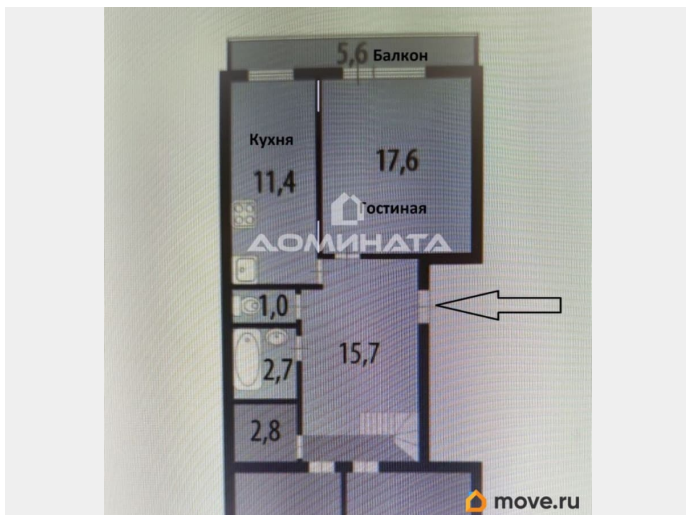 5,6 Балкон
Кухня
11,4
17,6
Гостиная
ДОМИНАТА
1,0
15,7
2,7
2,8
move.ru